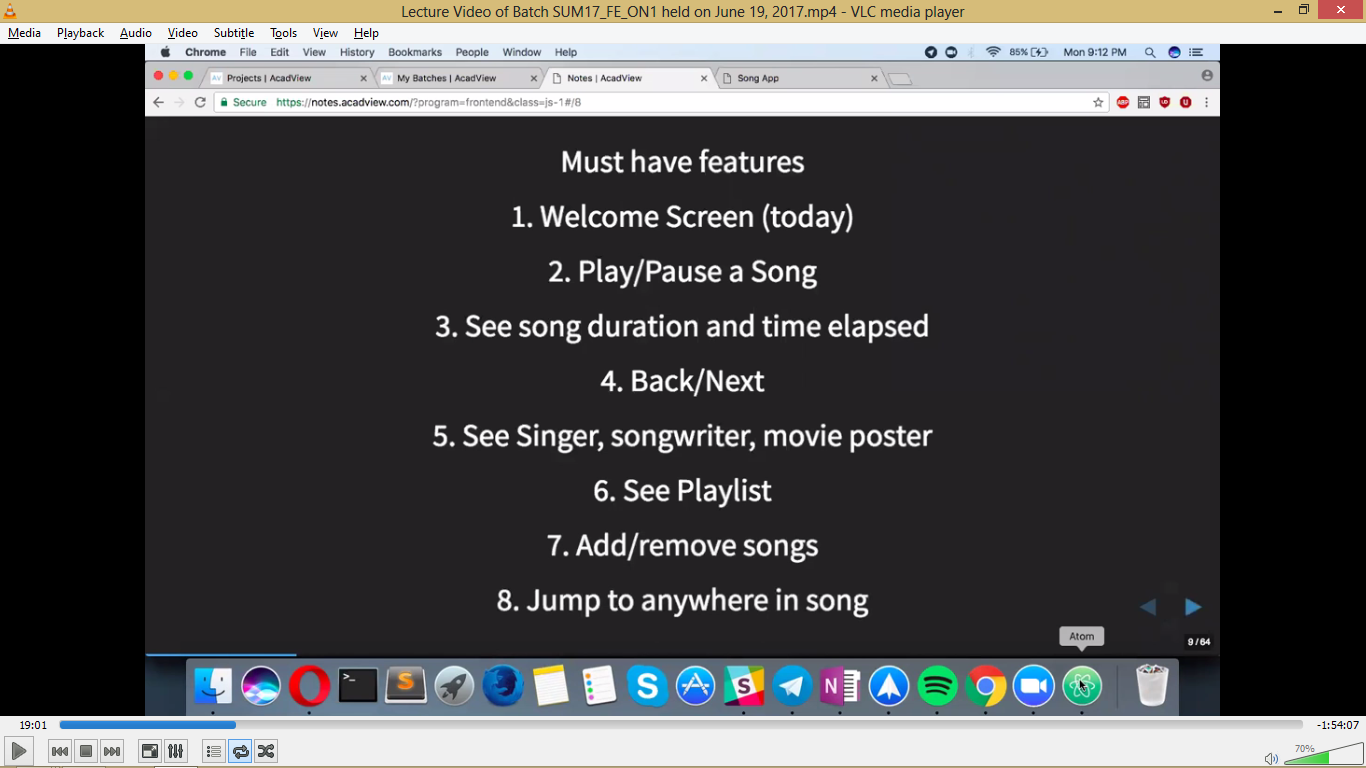 Lecture Video of Batch SUM17_FE_ON1 held on June 19, 2017.mp4 - VLC media player
Media Playback Audio Video Subtitle Tools View Help
Chrome File Edit View History Bookmarks People Window Help 85% Mon 9:12 PM
Projects | AcadView My Batches | AcadView Notes | AcadView Song App
Secure https://notes.acadview.com/?program=frontend&class=js-1#/8 ABP
Must have features
1. Welcome Screen (today)
2. Play/Pause a Song
3. See song duration and time elapsed
4. Back/Next
5. See Singer, songwriter, movie poster
6. See Playlist
7. Add/remove songs
8. Jump to anywhere in song
Atom
9 / 64
19:01 -1:54:07
70%